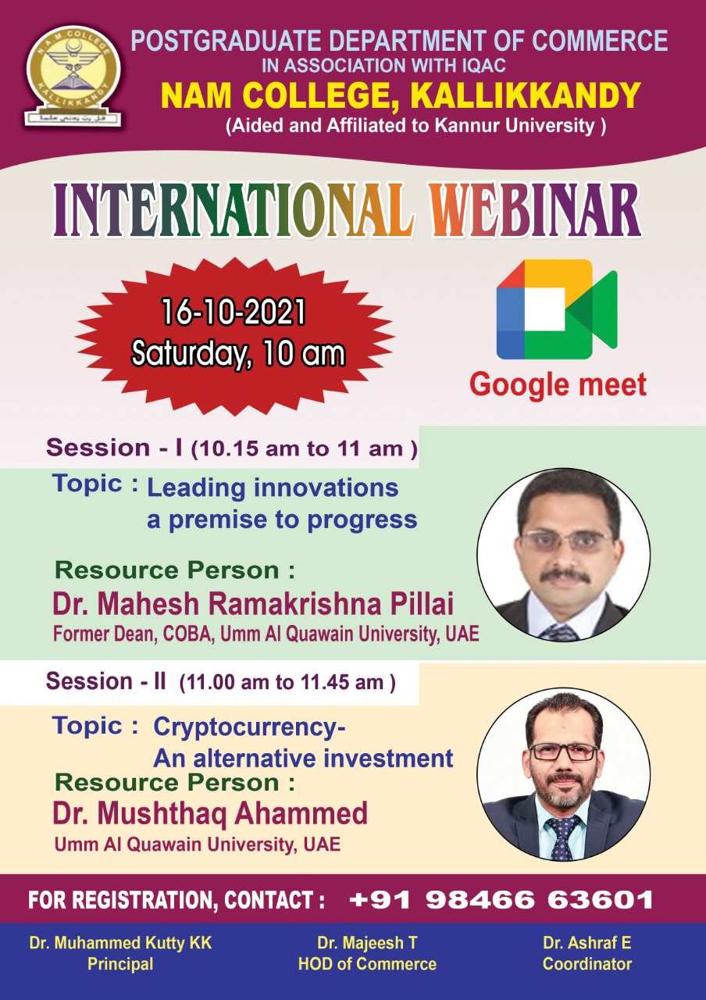 N.A.M. COLLEGE
KALLIKKANDY
POSTGRADUATE DEPARTMENT OF COMMERCE
IN ASSOCIATION WITH IQAC
NAM COLLEGE, KALLIKKANDY
(Aided and Affiliated to Kannur University )
INTERNATIONAL WEBINAR
16-10-2021
Saturday, 10 am
Google meet
Session - I (10.15 am to 11 am )
Topic : Leading innovations
a premise to progress
Resource Person :
Dr. Mahesh Ramakrishna Pillai
Former Dean, COBA, Umm Al Quawain University, UAE
Session - II (11.00 am to 11.45 am )
Topic : Cryptocurrency-
An alternative investment
Resource Person :
Dr. Mushthaq Ahammed
Umm Al Quawain University, UAE
FOR REGISTRATION, CONTACT : +91 98466 63601
Dr. Muhammed Kutty KK
Principal
Dr. Majeesh T
HOD of Commerce
Dr. Ashraf E
Coordinator